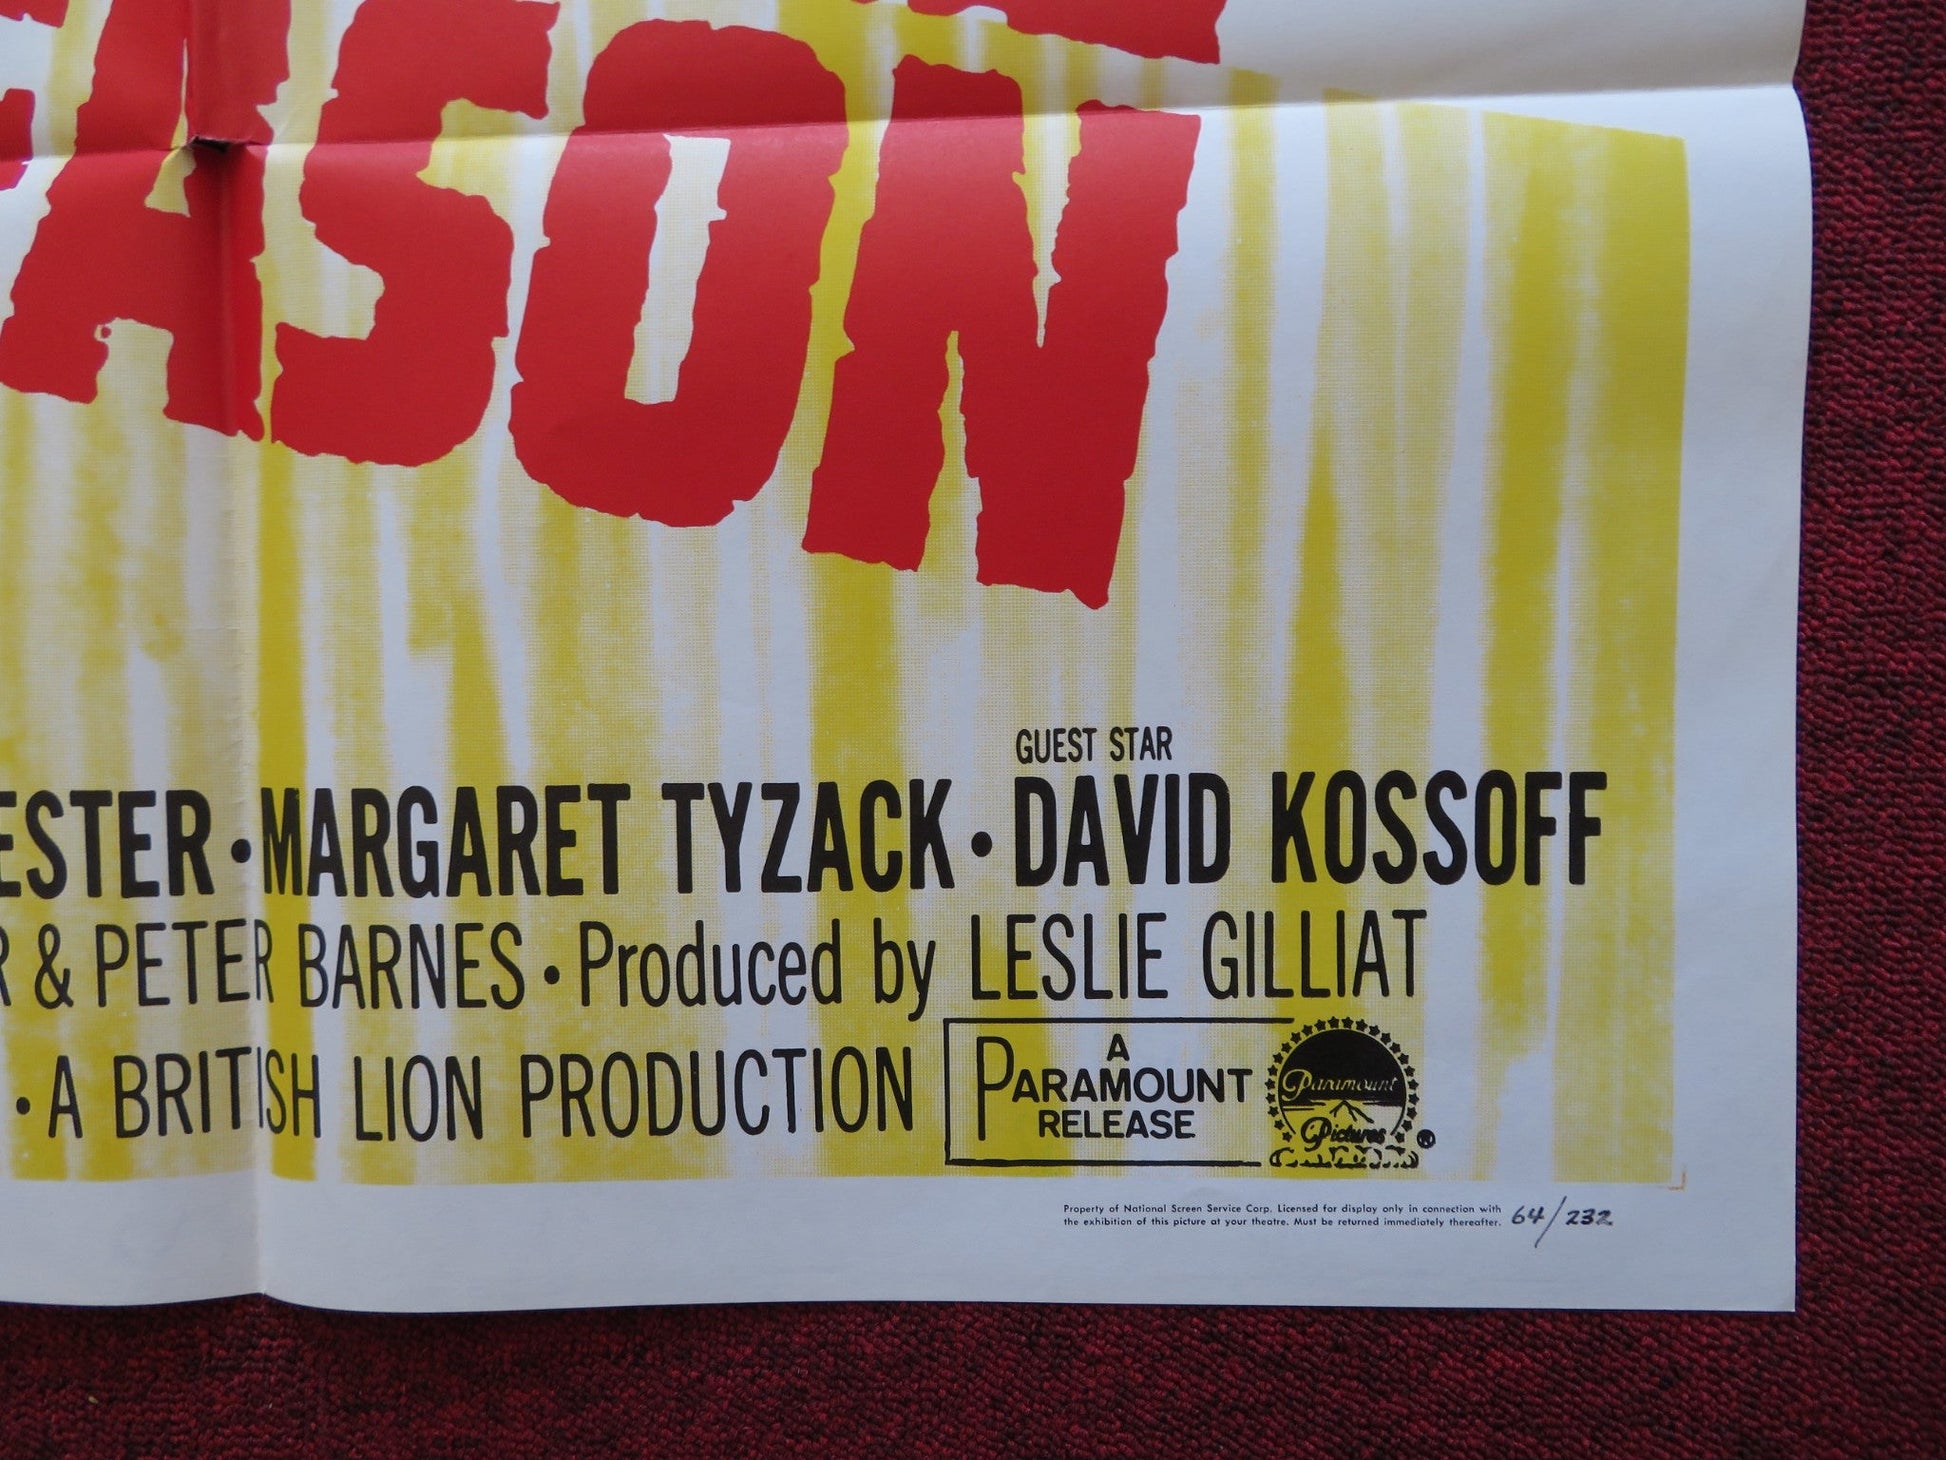 EASON
GUEST STAR
ESTER • MARGARET TYZACK • DAVID KOSSOFF
R & PETER BARNES • Produced by LESLIE GILLIAT
• A BRITISH LION PRODUCTION
A
PARAMOUNT
RELEASE
Paramount
Pictures
®
Property of National Screen Service Corp. Licensed for display only in connection with
the exhibition of this picture at your theatre. Must be returned immediately thereafter.
64/232